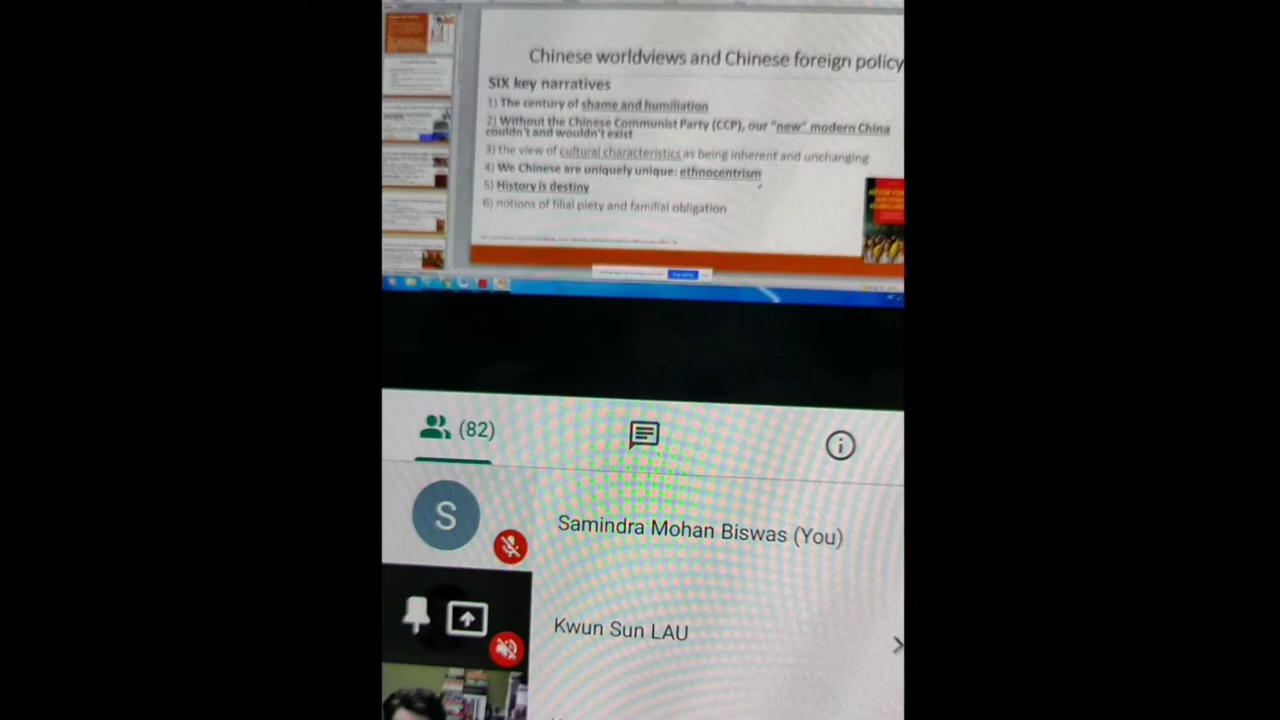 Chinese worldviews and Chinese foreign policy
SIX key narratives
1) The century of shame and humiliation
2) Without the Chinese Communist Party (CCP), our "new" modern China
couldn't and wouldn't exist
3) the view of cultural characteristics as being inherent and unchanging
4) We Chinese are uniquely unique: ethnocentrism
5) History is destiny
6) notions of filial piety and familial obligation
(82)
S
Samindra Mohan Biswas (You)
Kwun Sun LAU